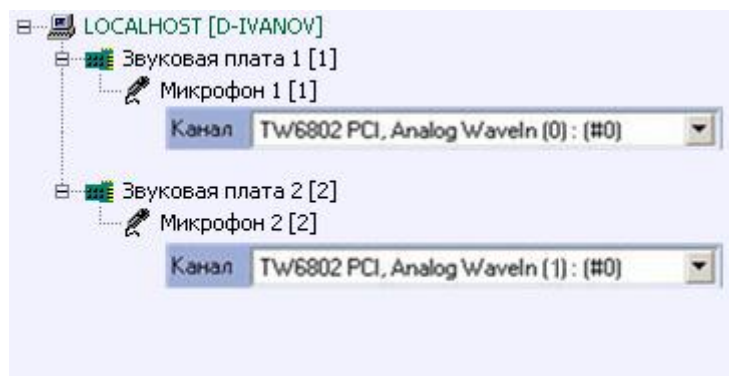 LOCALHOST [D-IVANOV]
Звуковая плата 1 [1]
Микрофон 1 [1]
Канал TW6802 PCI, Analog WaveIn (0) : (#0)
Звуковая плата 2 [2]
Микрофон 2 [2]
Канал TW6802 PCI, Analog WaveIn (1) : (#0)